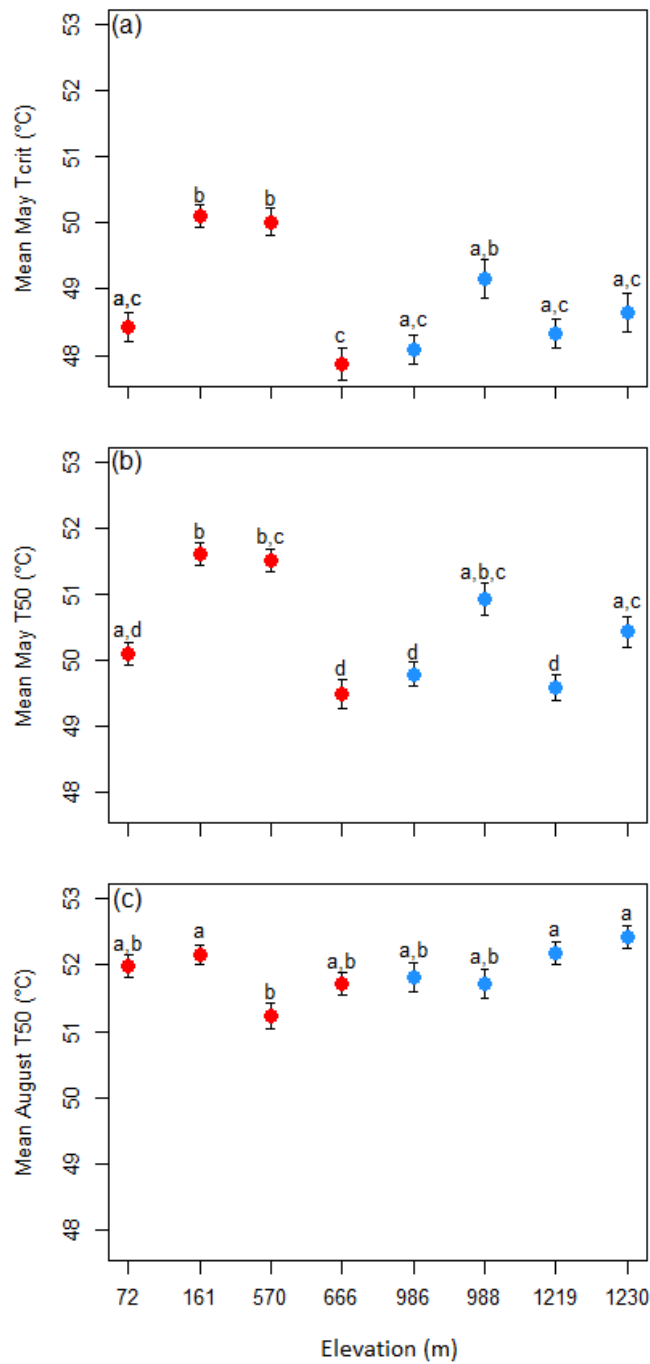 (a)
Mean May Tcrit (°C)
53
52
51
50
49
48
a,c
b
b
c
a,c
a,b
a,c
a,c
(b)
Mean May T50 (°C)
53
52
51
50
49
48
a,d
b
b,c
d
d
a,b,c
d
a,c
(c)
Mean August T50 (°C)
53
52
51
50
49
48
a,b
a
b
a,b
a,b
a,b
a
a
72 161 570 666 986 988 1219 1230
Elevation (m)